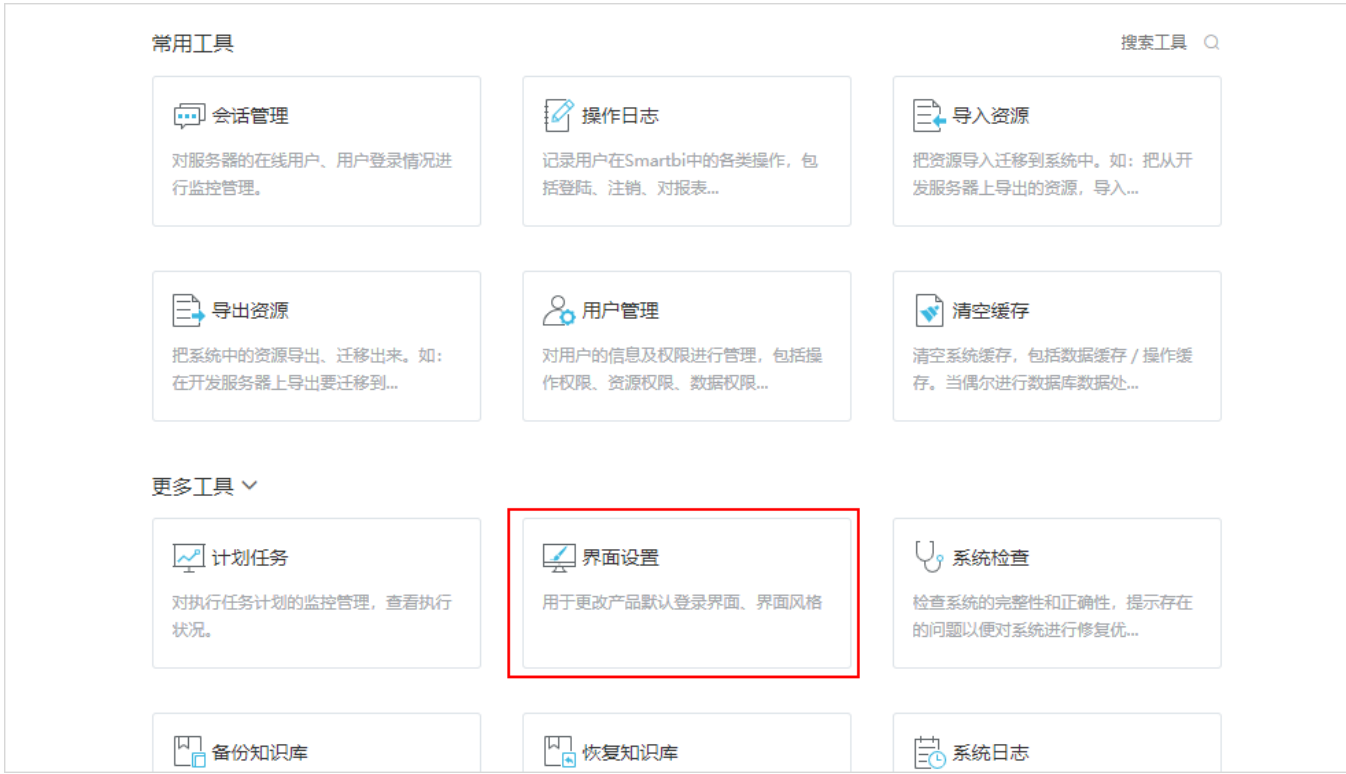 常用工具
搜索工具
会话管理
对服务器的在线用户、用户登录情况进
行监控管理。
操作日志
记录用户在Smartbi中的各类操作，包
括登陆、注销、对报表...
导入资源
把资源导入迁移到系统中。如：把从开
发服务器上导出的资源，导入...
导出资源
把系统中的资源导出、迁移出来。如：
在开发服务器上导出要迁移到...
用户管理
对用户的信息及权限进行管理，包括操
作权限、资源权限、数据权限...
清空缓存
清空系统缓存，包括数据缓存 / 操作缓
存。当偶尔进行数据库数据处...
更多工具
计划任务
对执行任务计划的监控管理，查看执行
状况。
界面设置
用于更改产品默认登录界面、界面风格
系统检查
检查系统的完整性和正确性，提示存在
的问题以便对系统进行修复优...
备份知识库
恢复知识库
系统日志